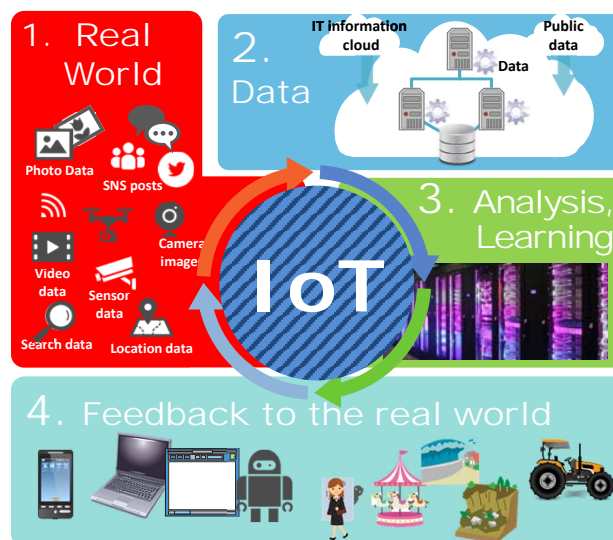 1. Real
World
Photo Data
SNS posts
Camera
image
Video
data
Sensor
data
Search data
Location data
2.
Data
IT information
cloud
Public
data
Data
3. Analysis,
Learning
IoT
4. Feedback to the real world